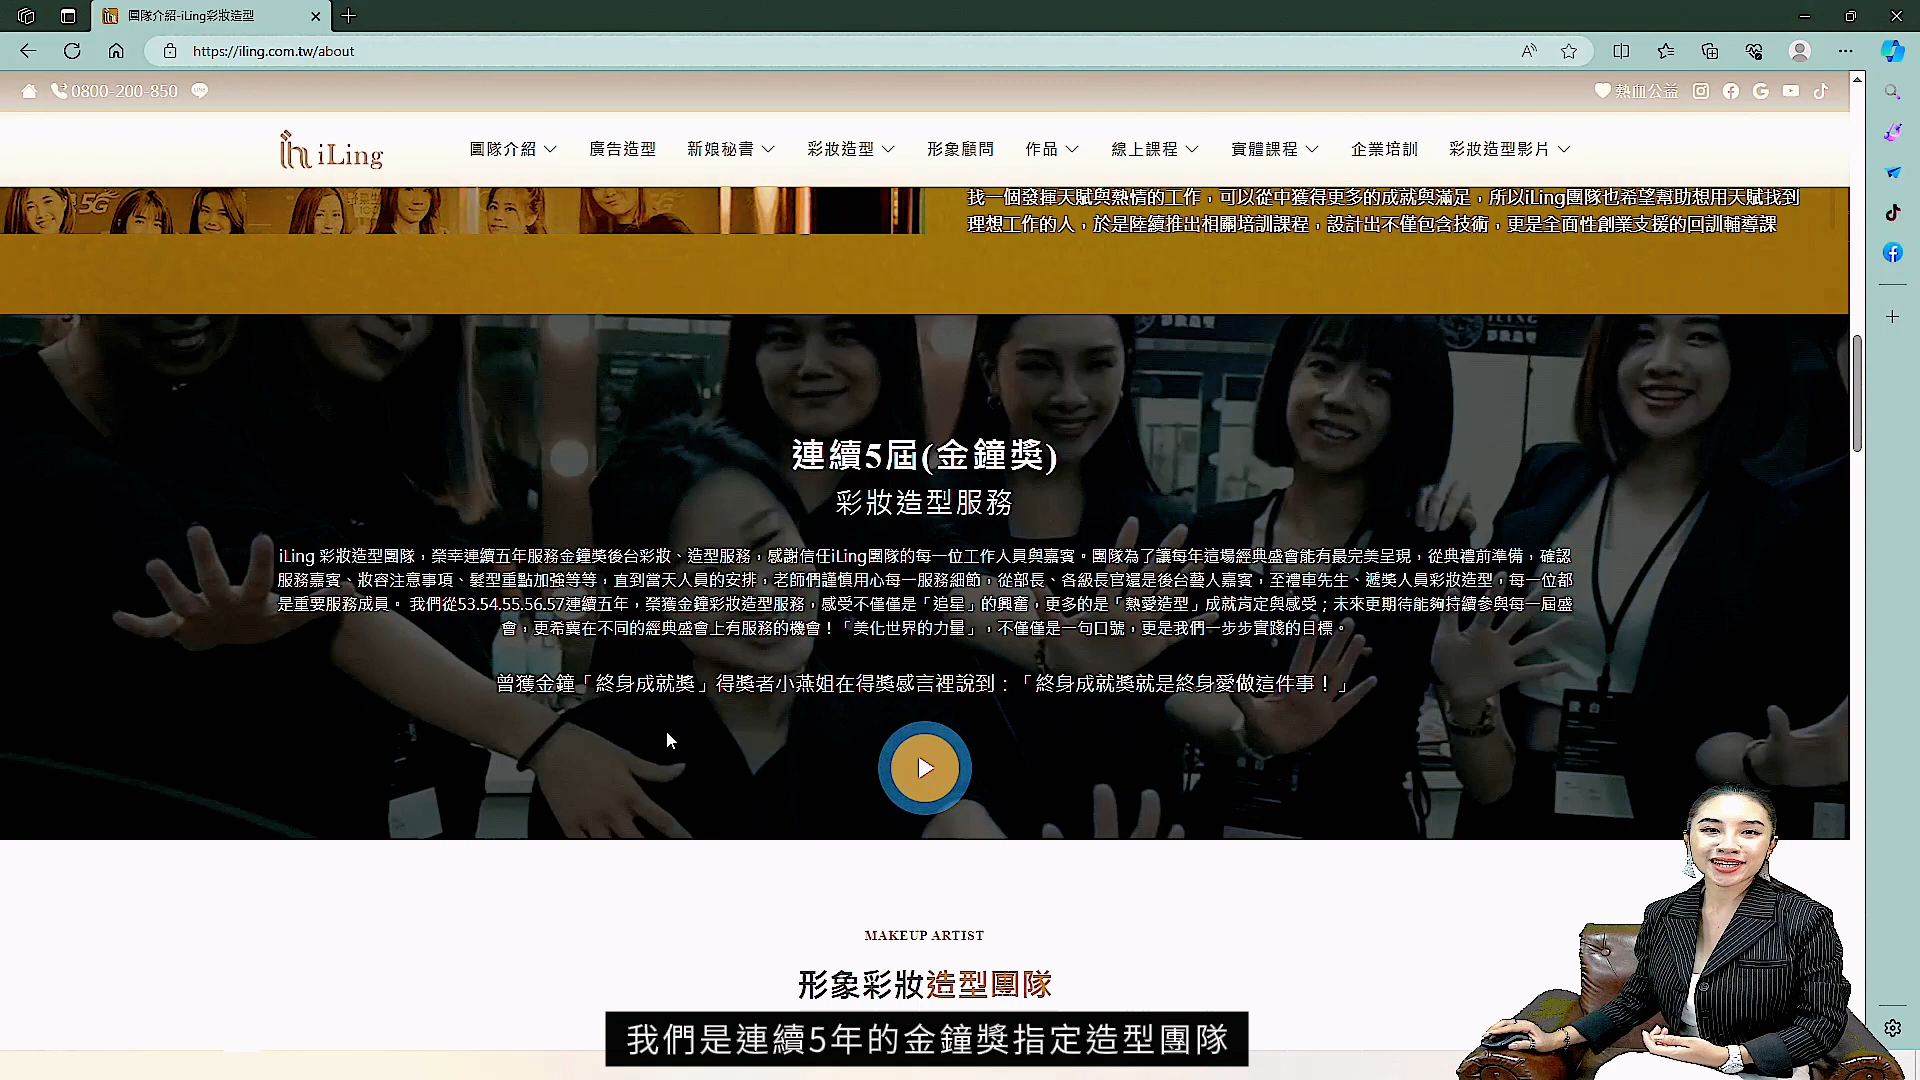 團隊介紹-iLing彩妝造型
https://iling.com.tw/about
0800-200-850
熱血公益
iLing
團隊介紹
廣告造型
新娘秘書
彩妝造型
形象顧問
作品
線上課程
實體課程
企業培訓
彩妝造型影片
5G
找一個發揮天賦與熱情的工作，可以從中獲得更多的成就與滿足，所以iLing團隊也希望幫助想用天賦找到
理想工作的人，於是陸續推出相關培訓課程，設計出不僅包含技術，更是全面性創業支援的回訓輔導課
連續5屆(金鐘獎)
彩妝造型服務
iLing 彩妝造型團隊，榮幸連續五年服務金鐘獎後台彩妝、造型服務，感謝信任iLing團隊的每一位工作人員與嘉賓。團隊為了讓每年這場經典盛會能有最完美呈現，從典禮前準備，確認
服務嘉賓、妝容注意事項、髮型重點加強等等，直到當天人員的安排，老師們謹慎用心每一服務細節，從部長、各級長官還是後台藝人嘉賓，至禮車先生、遞獎人員彩妝造型，每一位都
是重要服務成員。 我們從53.54.55.56.57連續五年，榮獲金鐘彩妝造型服務，感受不僅僅是「追星」的興奮，更多的是「熱愛造型」成就肯定與感受；未來更期待能夠持續參與每一屆盛
會，更希冀在不同的經典盛會上有服務的機會！「美化世界的力量」，不僅僅是一句口號，更是我們一步步實踐的目標。
曾獲金鐘「終身成就獎」得獎者小燕姐在得獎感言裡說到：「終身成就獎就是終身愛做這件事！」
MAKEUP ARTIST
形象彩妝造型團隊
我們是連續5年的金鐘獎指定造型團隊